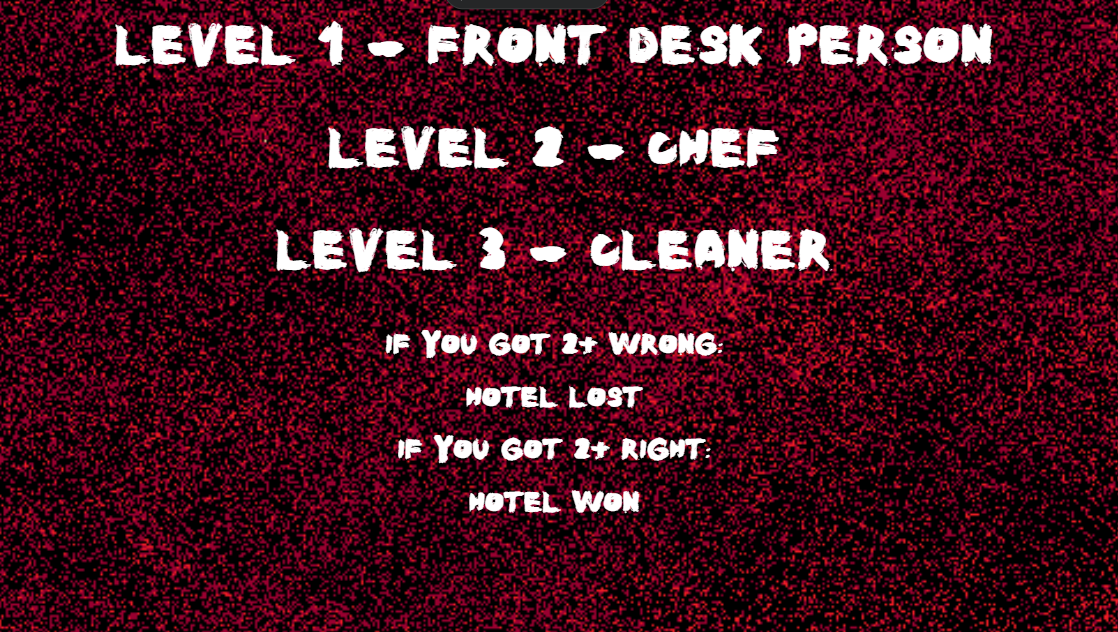 LEVEL 1 - FRONT DESK PERSON
LEVEL 2 - CHEF
LEVEL 3 - CLEANER
IF YOU GOT 2+ WRONG:
HOTEL LOST
IF YOU GOT 2+ RIGHT:
HOTEL WON